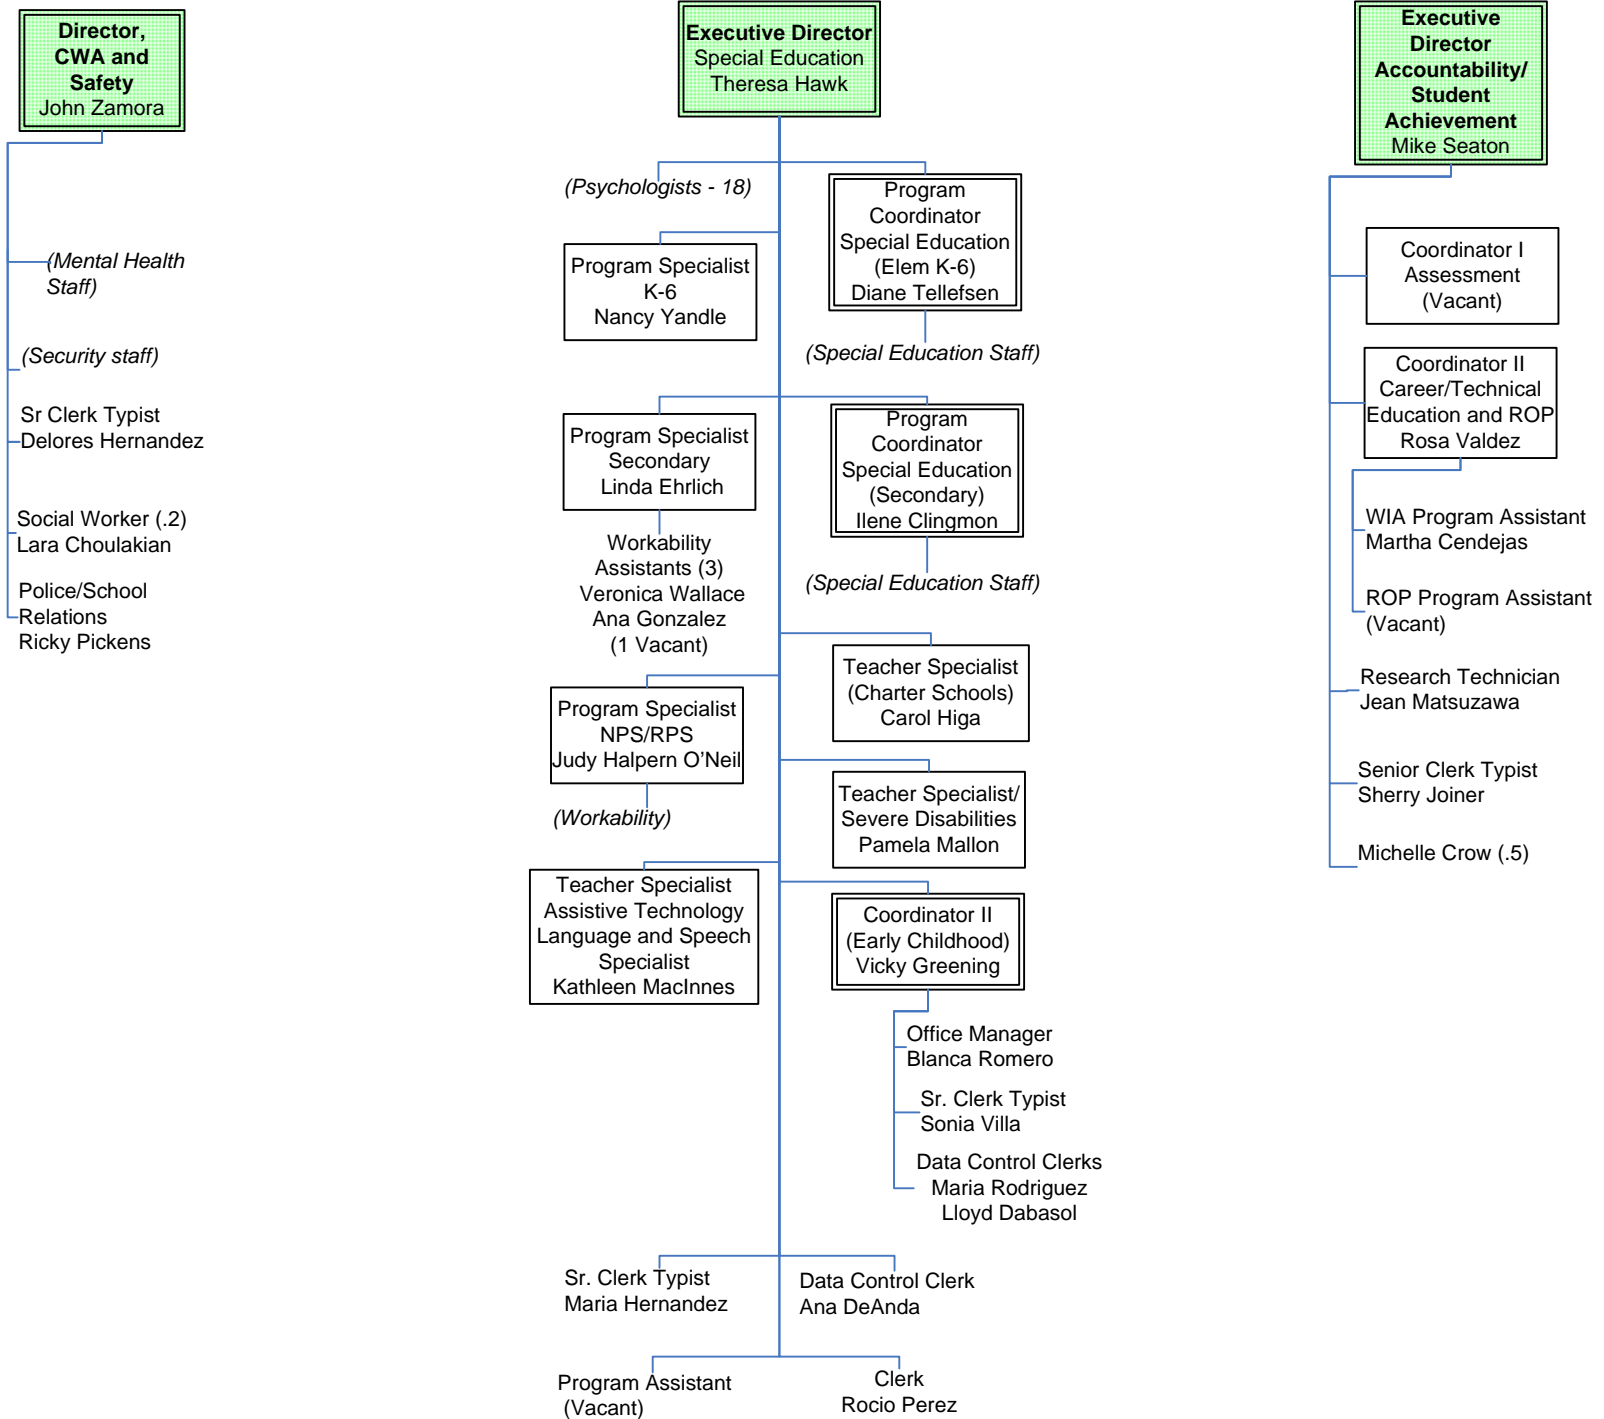 Director,
CWA and
Safety
John Zamora
(Mental Health
Staff)
(Security staff)
Sr Clerk Typist
Delores Hernandez
Social Worker (.2)
Lara Choulakian
Police/School
Relations
Ricky Pickens
Executive Director
Special Education
Theresa Hawk
(Psychologists - 18)
Program
Coordinator
Special Education
(Elem K-6)
Diane Tellefsen
(Special Education Staff)
Program Specialist
K-6
Nancy Yandle
Program Specialist
Secondary
Linda Ehrlich
Workability
Assistants (3)
Veronica Wallace
Ana Gonzalez
(1 Vacant)
Program
Coordinator
Special Education
(Secondary)
Ilene Clingmon
(Special Education Staff)
Teacher Specialist
(Charter Schools)
Carol Higa
Program Specialist
NPS/RPS
Judy Halpern O’Neil
(Workability)
Teacher Specialist/
Severe Disabilities
Pamela Mallon
Teacher Specialist
Assistive Technology
Language and Speech
Specialist
Kathleen MacInnes
Coordinator II
(Early Childhood)
Vicky Greening
Office Manager
Blanca Romero
Sr. Clerk Typist
Sonia Villa
Data Control Clerks
Maria Rodriguez
Lloyd Dabasol
Sr. Clerk Typist
Maria Hernandez
Data Control Clerk
Ana DeAnda
Program Assistant
(Vacant)
Clerk
Rocio Perez
Executive
Director
Accountability/
Student
Achievement
Mike Seaton
Coordinator I
Assessment
(Vacant)
Coordinator II
Career/Technical
Education and ROP
Rosa Valdez
WIA Program Assistant
Martha Cendejas
ROP Program Assistant
(Vacant)
Research Technician
Jean Matsuzawa
Senior Clerk Typist
Sherry Joiner
Michelle Crow (.5)